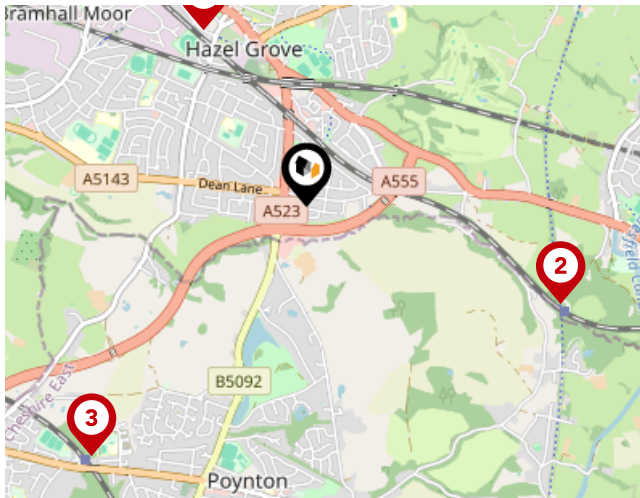 Bramhall Moor
Hazel Grove
A5143
Dean Lane
A555
A523
2
B5092
Cheshire East
3
Poynton